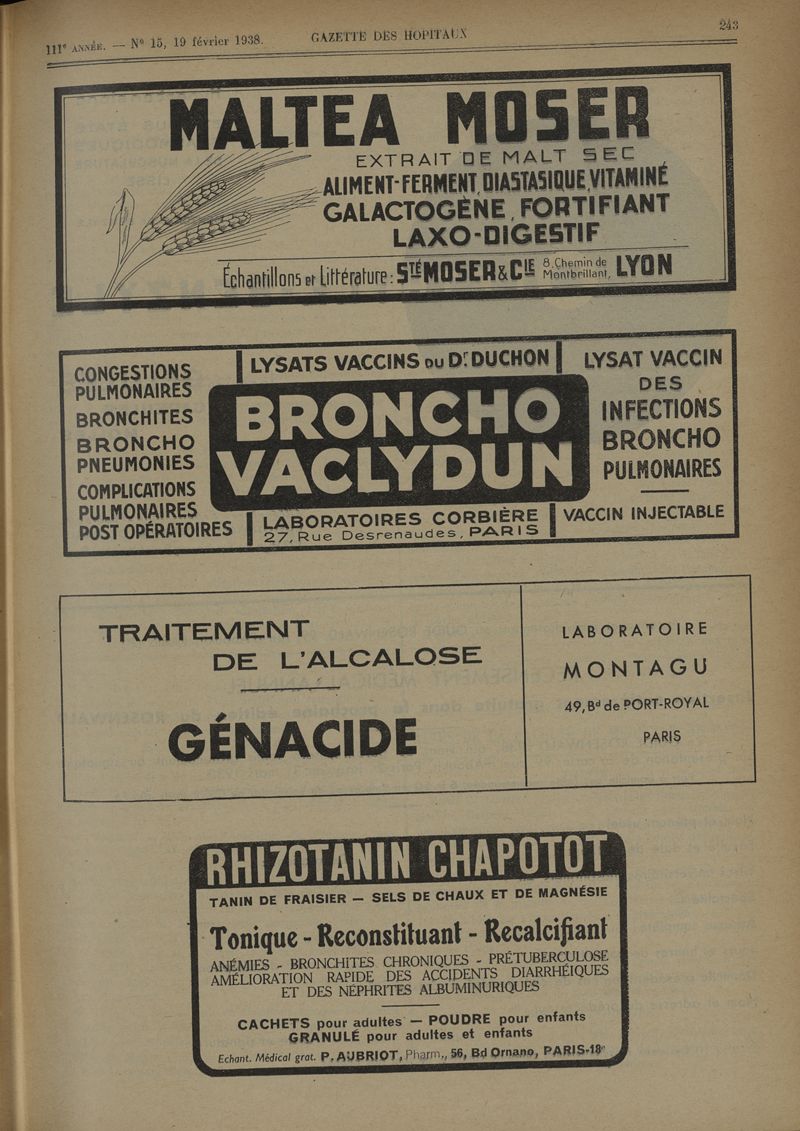 111e ANNÉE. — No 15, 19 février 1938.
GAZETTE DES HOPITAUX
243
MALTEA MOSER
EXTRAIT DE MALT SEC
ALIMENT-FERMENT, DIASTASIQUE, VITAMINÉ
GALACTOGÈNE, FORTIFIANT
LAXO-DIGESTIF
Échantillons et Littérature: STÉ MOSER & CIE 8, Chemin de Montbrillant, LYON
CONGESTIONS
PULMONAIRES
BRONCHITES
BRONCHO
PNEUMONIES
COMPLICATIONS
PULMONAIRES
POST OPÉRATOIRES
LYSATS VACCINS DU Dr DUCHON
BRONCHO
VACLYDUN
LABORATOIRES CORBIÈRE
27, Rue Desrenaudes, PARIS
LYSAT VACCIN
DES
INFECTIONS
BRONCHO
PULMONAIRES
VACCIN INJECTABLE
TRAITEMENT
DE L'ALCALOSE
GÉNACIDE
LABORATOIRE
MONTAGU
49, Bd de PORT-ROYAL
PARIS
RHIZOTANIN CHAPOTOT
TANIN DE FRAISIER — SELS DE CHAUX ET DE MAGNÉSIE
Tonique - Reconstituant - Recalcifiant
ANÉMIES - BRONCHITES CHRONIQUES - PRÉTUBERCULOSE
AMÉLIORATION RAPIDE DES ACCIDENTS DIARRHÉIQUES
ET DES NÉPHRITES ALBUMINURIQUES
CACHETS pour adultes — POUDRE pour enfants
GRANULÉ pour adultes et enfants
Echant. Médical grat. P. AUBRIOT, Pharm., 56, Bd Ornano, PARIS-18e